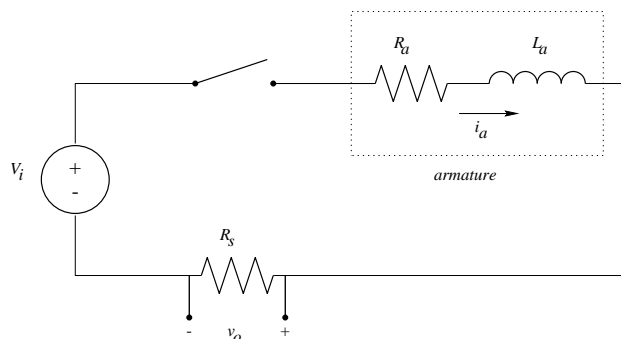 R_a
L_a
i_a
armature
V_i
+
-
R_s
- v_o +